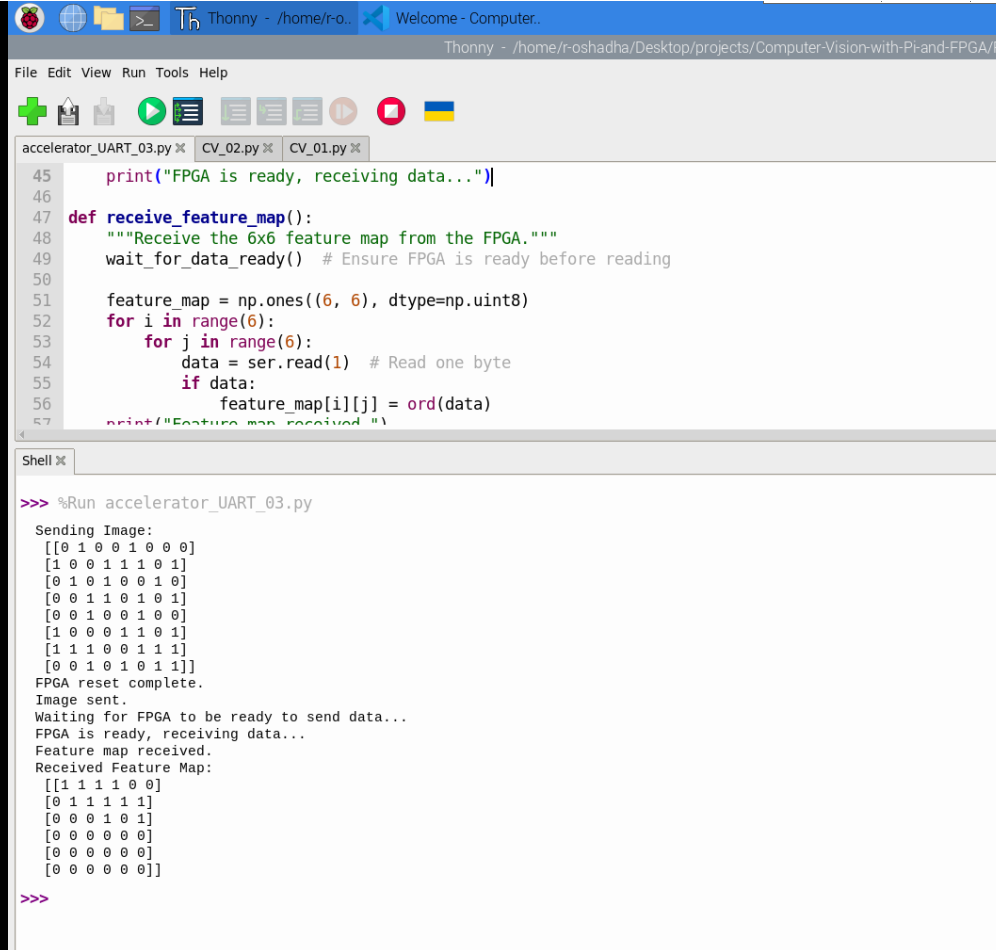 Thonny - /home/r-o..
Welcome - Computer..
Thonny - /home/r-oshadha/Desktop/projects/Computer-Vision-with-Pi-and-FPGA/
File Edit View Run Tools Help
accelerator_UART_03.py
CV_02.py
CV_01.py
45 print("FPGA is ready, receiving data...")
46
47 def receive_feature_map():
48 """Receive the 6x6 feature map from the FPGA."""
49 wait_for_data_ready() # Ensure FPGA is ready before reading
50
51 feature_map = np.ones((6, 6), dtype=np.uint8)
52 for i in range(6):
53 for j in range(6):
54 data = ser.read(1) # Read one byte
55 if data:
56 feature_map[i][j] = ord(data)
57 print("Feature map received.")
Shell
>>> %Run accelerator_UART_03.py
Sending Image:
[[0 1 0 0 1 0 0 0]
[1 0 0 1 1 1 0 1]
[0 1 0 1 0 0 1 0]
[0 0 1 1 0 1 0 1]
[0 0 1 0 0 1 0 0]
[1 0 0 0 1 1 0 1]
[1 1 1 0 0 1 1 1]
[0 0 1 0 1 0 1 1]]
FPGA reset complete.
Image sent.
Waiting for FPGA to be ready to send data...
FPGA is ready, receiving data...
Feature map received.
Received Feature Map:
[[1 1 1 1 0 0]
[0 1 1 1 1 1]
[0 0 0 1 0 1]
[0 0 0 0 0 0]
[0 0 0 0 0 0]
[0 0 0 0 0 0]]
>>>